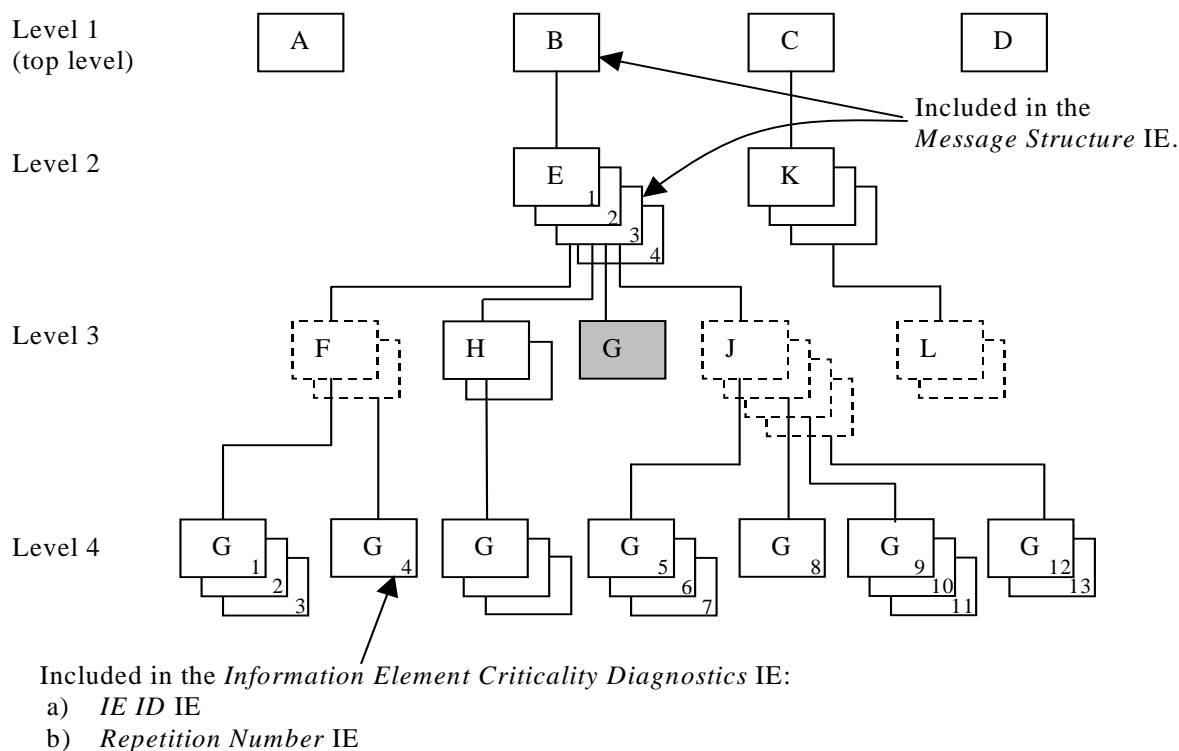 Level 1
(top level)
A
B
C
D
Included in the
Message Structure IE.
Level 2
E
1
2
3
4
K
Level 3
F
H
G
J
L
Level 4
G
1
2
3
G
4
G
G
5
6
7
G
8
G
9
10
11
G
12
13
Included in the Information Element Criticality Diagnostics IE:
a) IE ID IE
b) Repetition Number IE